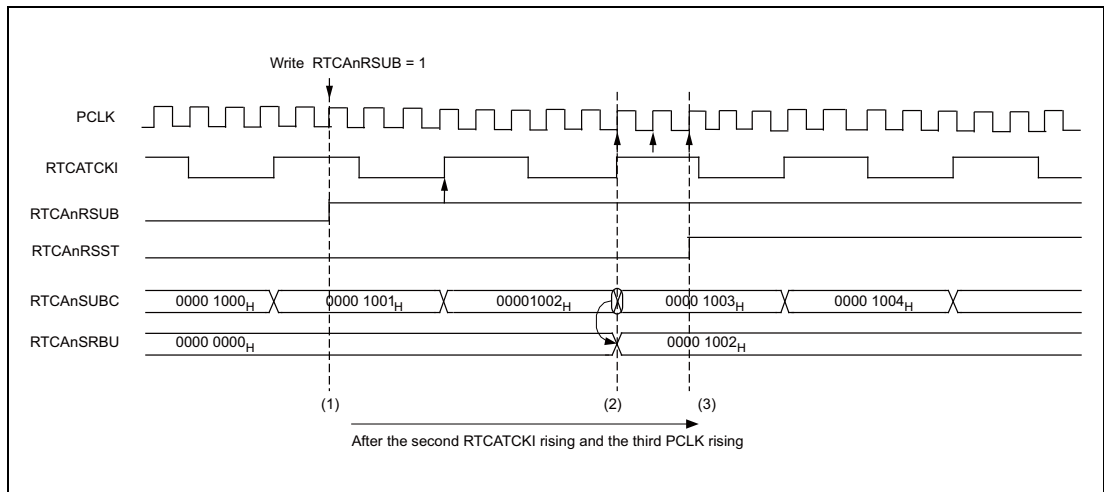 Write RTCAnRSUB = 1
PCLK
RTCATCKI
RTCAnRSUB
RTCAnRSST
RTCAnSUBC 0000 1000H 0000 1001H 00001002H 0000 1003H 0000 1004H
RTCAnSRBU 0000 0000H 0000 1002H
(1) (2) (3)
After the second RTCATCKI rising and the third PCLK rising